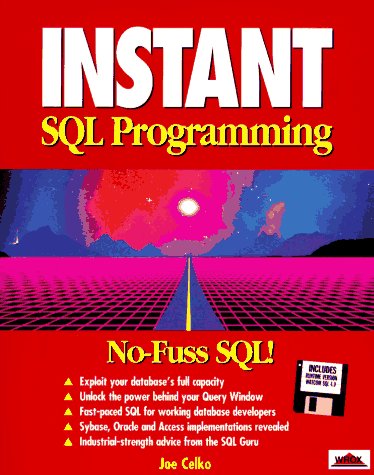 INSTANT
SQL Programming
No-Fuss SQL!
INCLUDES
RUNTIME VERSION
WATCOM SQL 4.0
Exploit your database's full capacity
Unlock the power behind your Query Window
Fast-paced SQL for working database developers
Sybase, Oracle and Access implementations revealed
Industrial-strength advice from the SQL Guru
Joe Celko
WROX